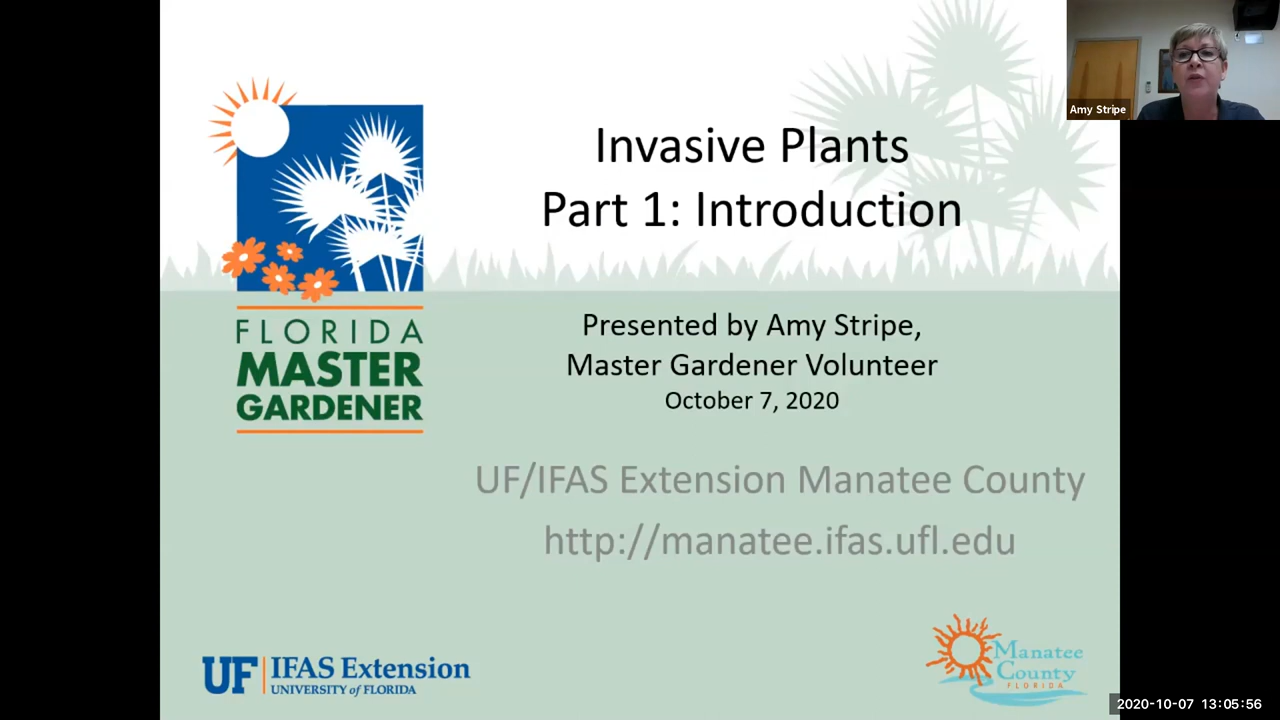 Amy Stripe
Invasive Plants
Part 1: Introduction
FLORIDA
MASTER
GARDENER
Presented by Amy Stripe,
Master Gardener Volunteer
October 7, 2020
UF/IFAS Extension Manatee County
http://manatee.ifas.ufl.edu
UF IFAS Extension
UNIVERSITY of FLORIDA
Manatee
County
FLORIDA
2020-10-07 13:05:56